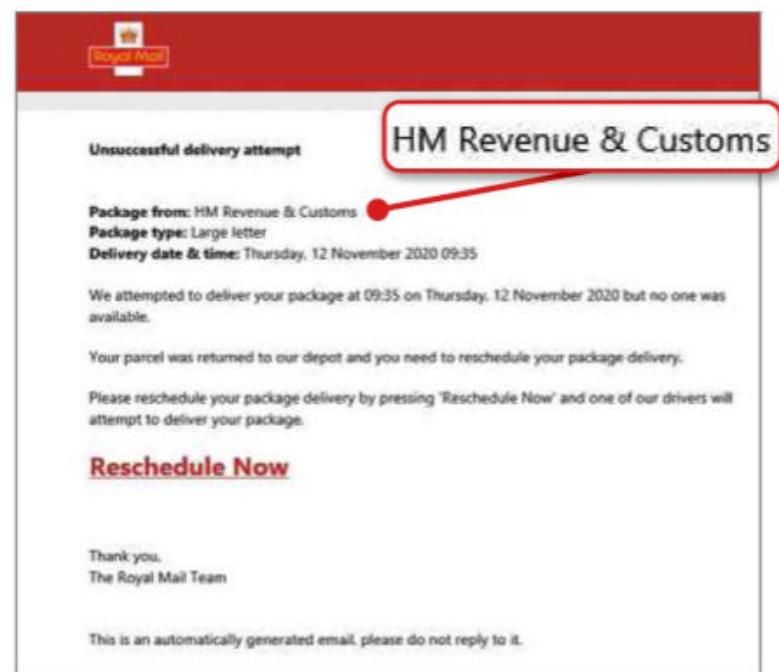 Royal Mail
HM Revenue & Customs
Unsuccessful delivery attempt
Package from: HM Revenue & Customs
Package type: Large letter
Delivery date & time: Thursday, 12 November 2020 09:35
We attempted to deliver your package at 09:35 on Thursday, 12 November 2020 but no one was
available.
Your parcel was returned to our depot and you need to reschedule your package delivery.
Please reschedule your package delivery by pressing 'Reschedule Now' and one of our drivers will
attempt to deliver your package.
Reschedule Now
Thank you,
The Royal Mail Team
This is an automatically generated email, please do not reply to it.